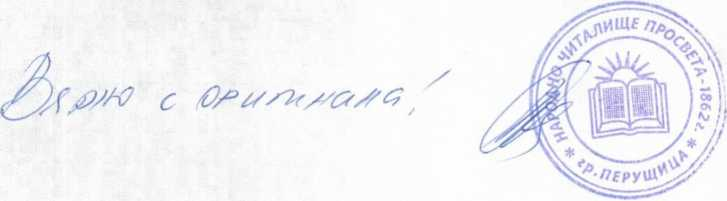 Вярно с оригинала!
НАРОДНО ЧИТАЛИЩЕ ПРОСВЕТА-1862г.
* гр. ПЕРУЩИЦА *